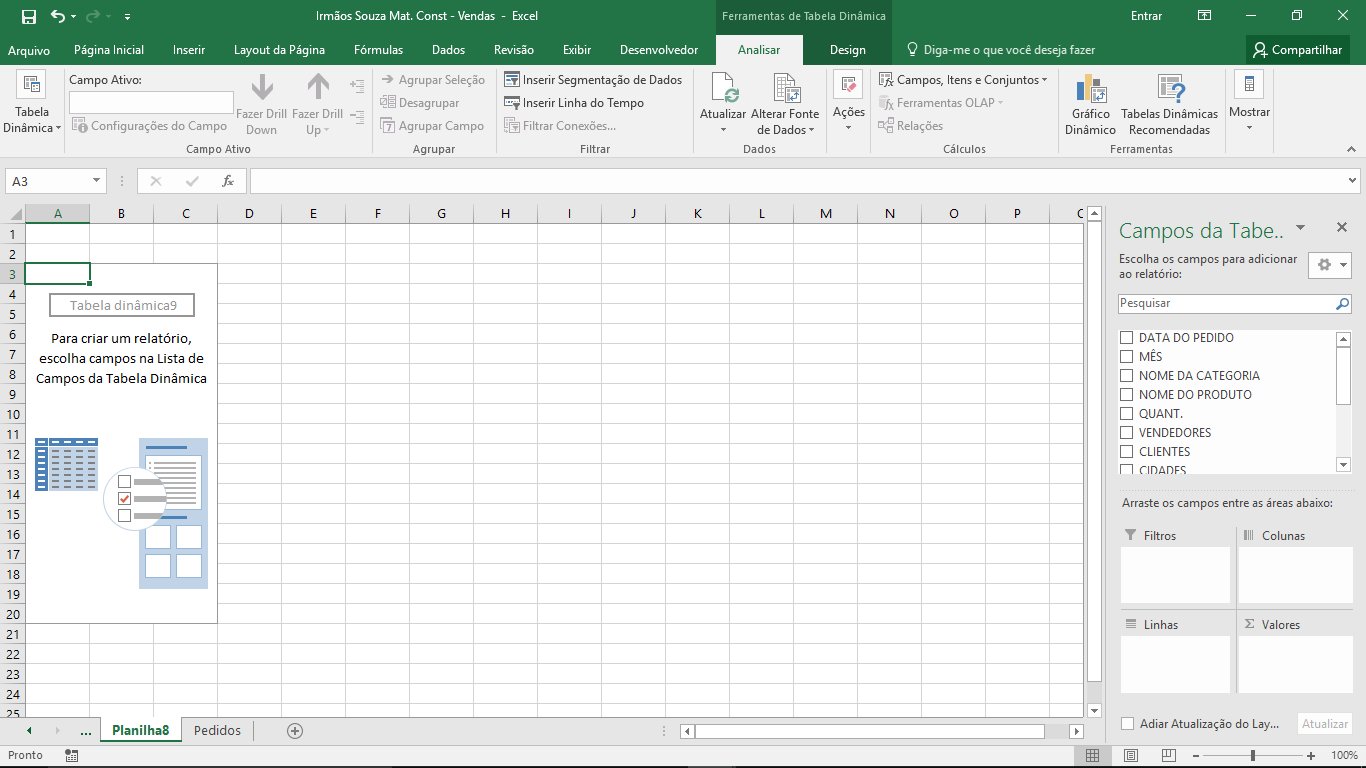 Irmãos Souza Mat. Const - Vendas - Excel
Ferramentas de Tabela Dinâmica
Entrar
Arquivo
Página Inicial
Inserir
Layout da Página
Fórmulas
Dados
Revisão
Exibir
Desenvolvedor
Analisar
Design
Diga-me o que você deseja fazer
Compartilhar
Tabela
Dinâmica
Campo Ativo:
Configurações do Campo
Fazer Drill
Down
Fazer Drill
Up
Campo Ativo
Agrupar Seleção
Desagrupar
Agrupar Campo
Agrupar
Inserir Segmentação de Dados
Inserir Linha do Tempo
Filtrar Conexões...
Filtrar
Atualizar
Alterar Fonte
de Dados
Dados
Ações
Campos, Itens e Conjuntos
Ferramentas OLAP
Relações
Cálculos
Gráfico
Dinâmico
Tabelas Dinâmicas
Recomendadas
Ferramentas
Mostrar
A3
fx
A B C D E F G H I J K L M N O P
1
2
3
4
5
6
7
8
9
10
11
12
13
14
15
16
17
18
19
20
21
22
23
24
25
Tabela dinâmica9
Para criar um relatório,
escolha campos na Lista de
Campos da Tabela Dinâmica
Campos da Tabe..
Escolha os campos para adicionar
ao relatório:
Pesquisar
DATA DO PEDIDO
MÊS
NOME DA CATEGORIA
NOME DO PRODUTO
QUANT.
VENDEDORES
CLIENTES
CIDADES
Arraste os campos entre as áreas abaixo:
Filtros
Colunas
Linhas
Σ Valores
Adiar Atualização do Lay...
Atualizar
...
Planilha8
Pedidos
Pronto
100%